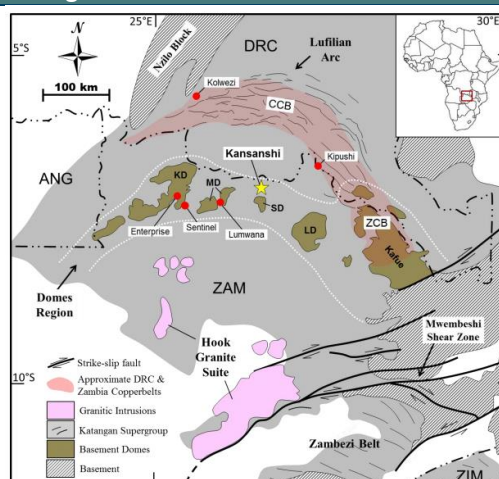 25°E
30°E
5°S
N
100 km
Nzilo Block
DRC
Lufilian
Arc
Kolwezi
CCB
Kansanshi
Kipushi
ANG
KD
MD
SD
Enterprise
Sentinel
Lumwana
LD
ZCB
Kafue
Domes
Region
ZAM
Mwembeshi
Shear Zone
Hook
Granite
Suite
10°S
Strike-slip fault
Approximate DRC &
Zambia Copperbelts
Granitic Intrusions
Katangan Supergroup
Basement Domes
Basement
Zambezi Belt
ZIM